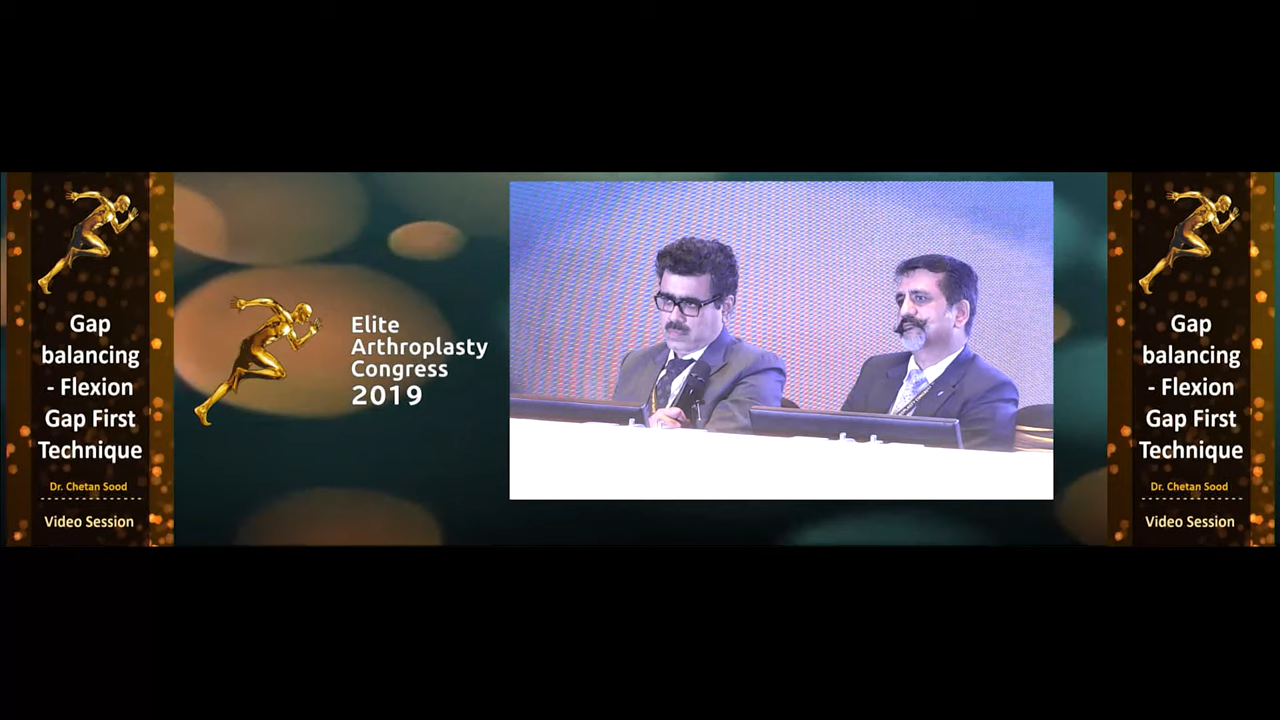 Gap
balancing
- Flexion
Gap First
Technique
Dr. Chetan Sood
Video Session
Elite
Arthroplasty
Congress
2019
Gap
balancing
- Flexion
Gap First
Technique
Dr. Chetan Sood
Video Session